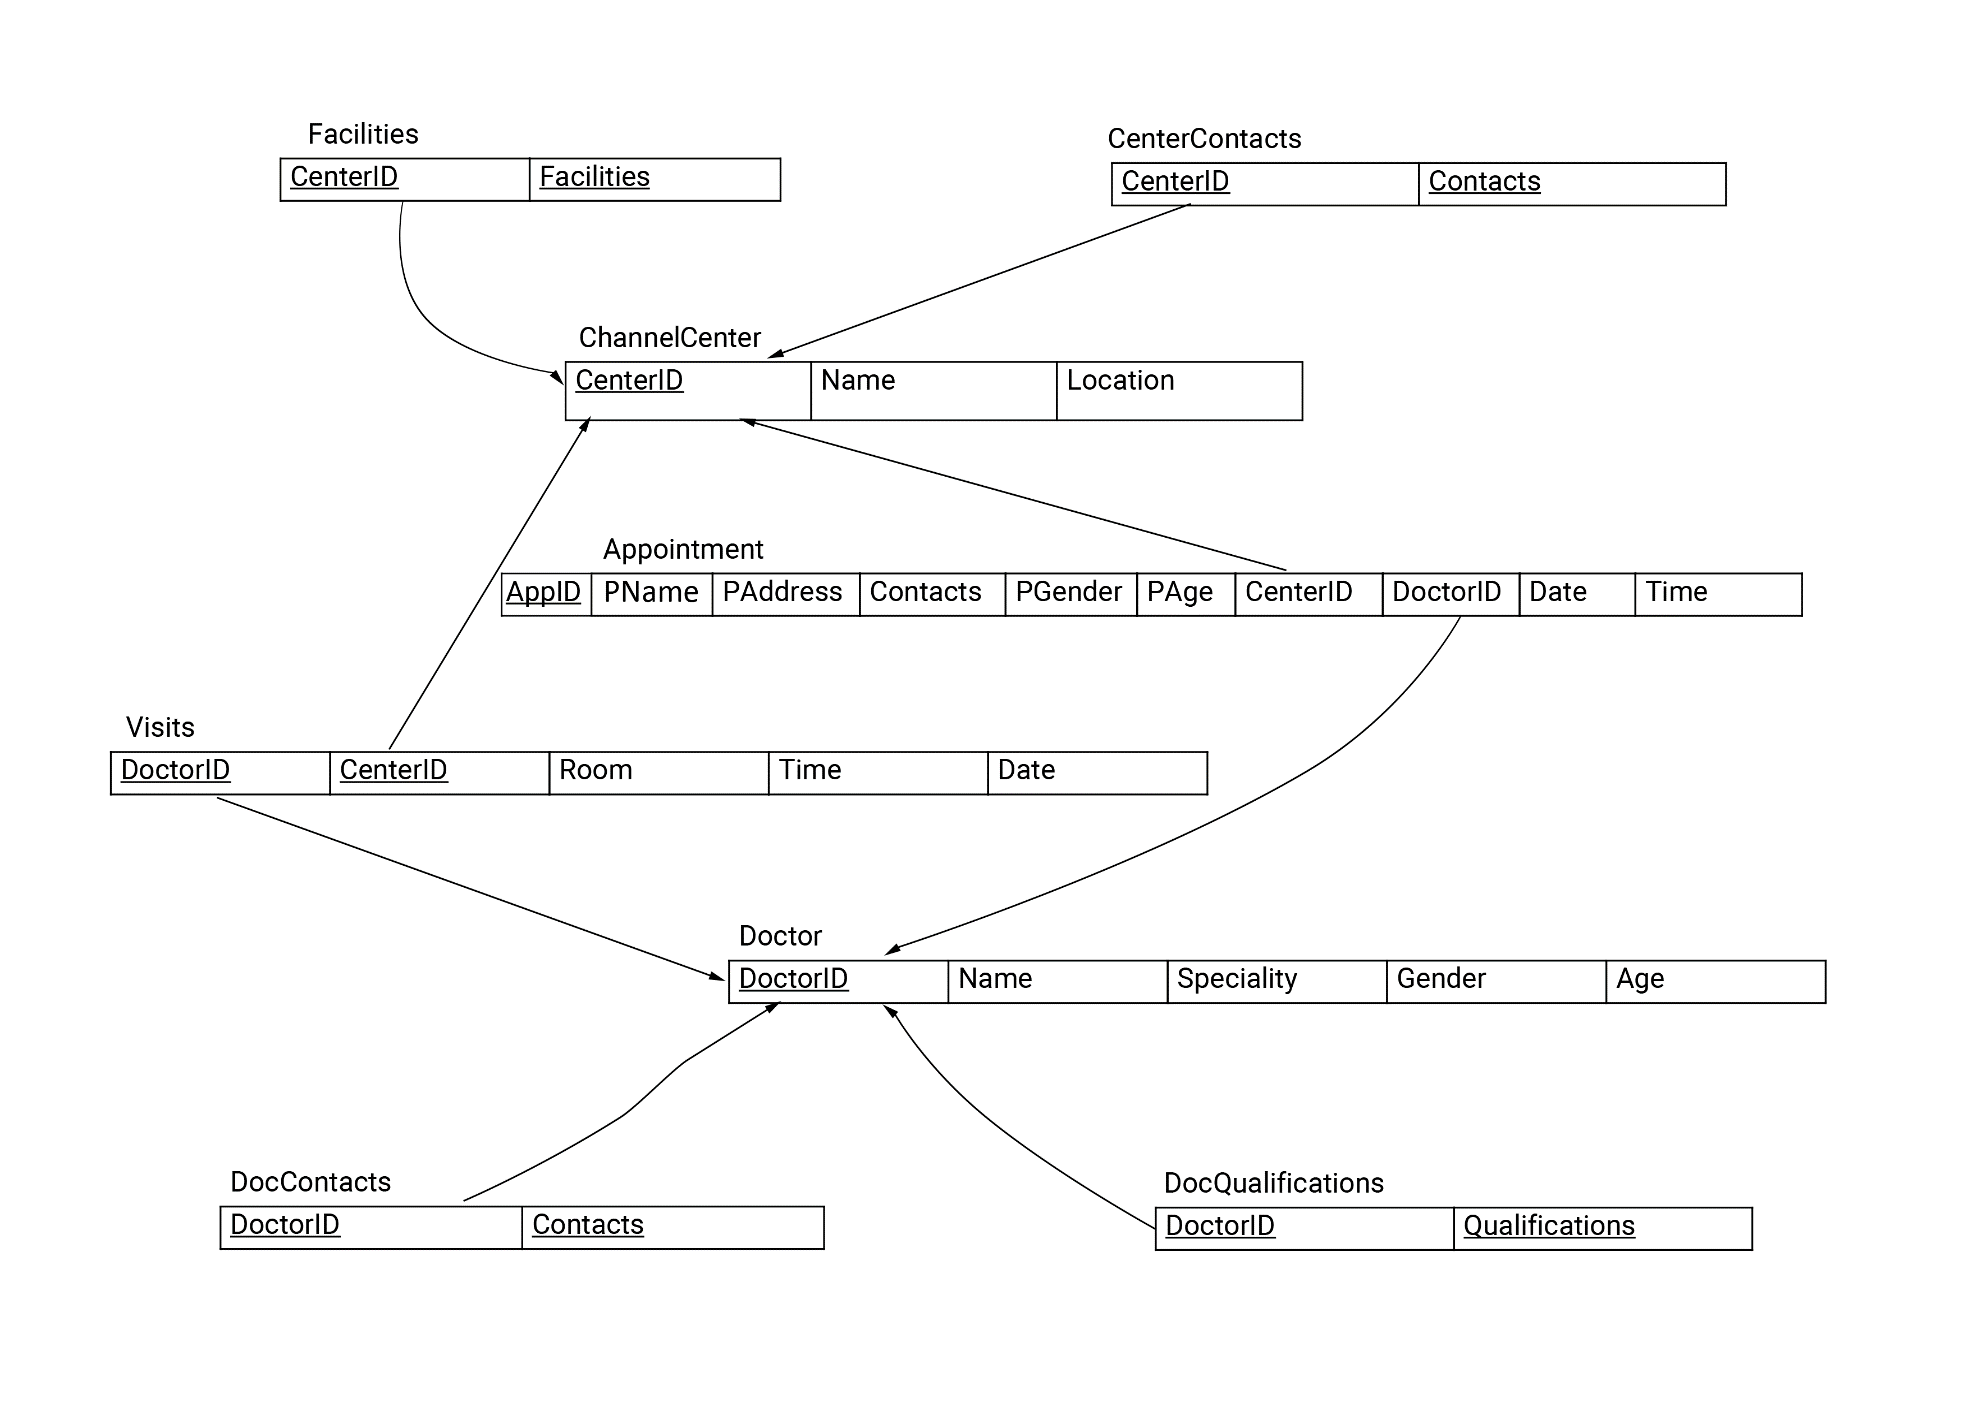 Facilities
CenterID Facilities
CenterContacts
CenterID Contacts
ChannelCenter
CenterID Name Location
Appointment
AppID PName PAddress Contacts PGender PAge CenterID DoctorID Date Time
Visits
DoctorID CenterID Room Time Date
Doctor
DoctorID Name Speciality Gender Age
DocContacts
DoctorID Contacts
DocQualifications
DoctorID Qualifications